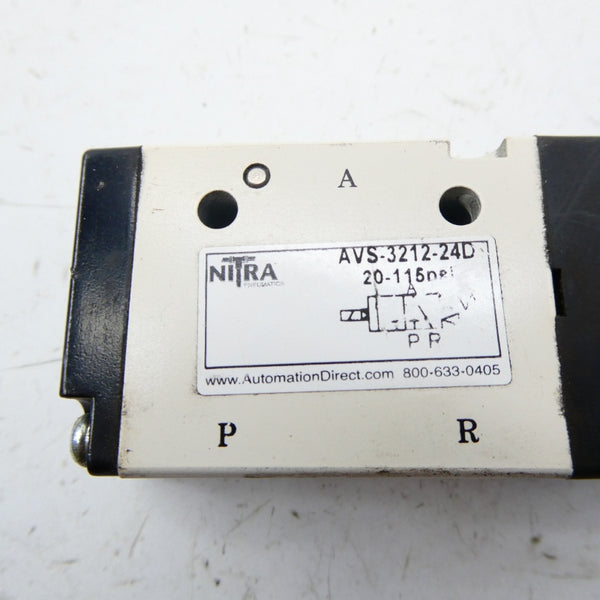 A
NITRA
PNEUMATICS
AVS-3212-24D
20-115psi
A
P R
www.AutomationDirect.com 800-633-0405
P R